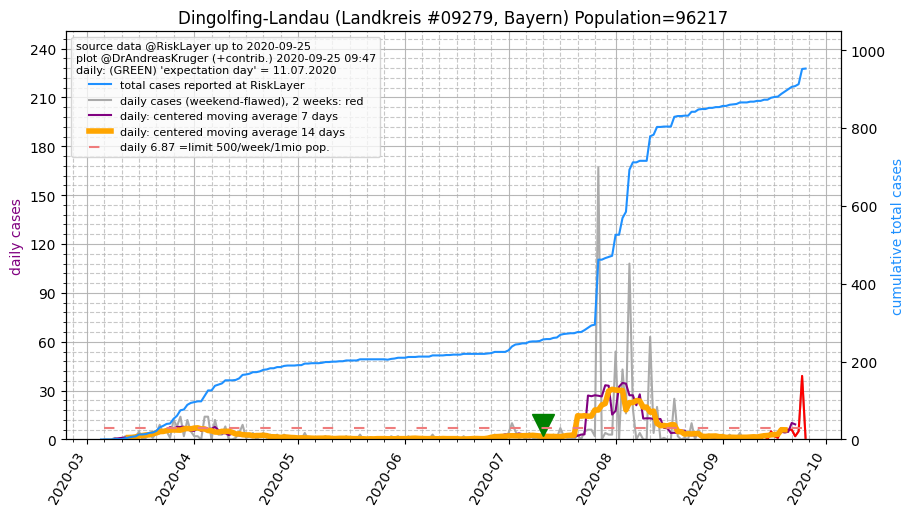 Dingolfing-Landau (Landkreis #09279, Bayern) Population=96217
source data @RiskLayer up to 2020-09-25
plot @DrAndreasKruger (+contrib.) 2020-09-25 09:47
daily: (GREEN) 'expectation day' = 11.07.2020
total cases reported at RiskLayer
daily cases (weekend-flawed), 2 weeks: red
daily: centered moving average 7 days
daily: centered moving average 14 days
daily 6.87 =limit 500/week/1mio pop.
daily cases
240
210
180
150
120
90
60
30
0
cumulative total cases
1000
800
600
400
200
0
2020-03
2020-04
2020-05
2020-06
2020-07
2020-08
2020-09
2020-10